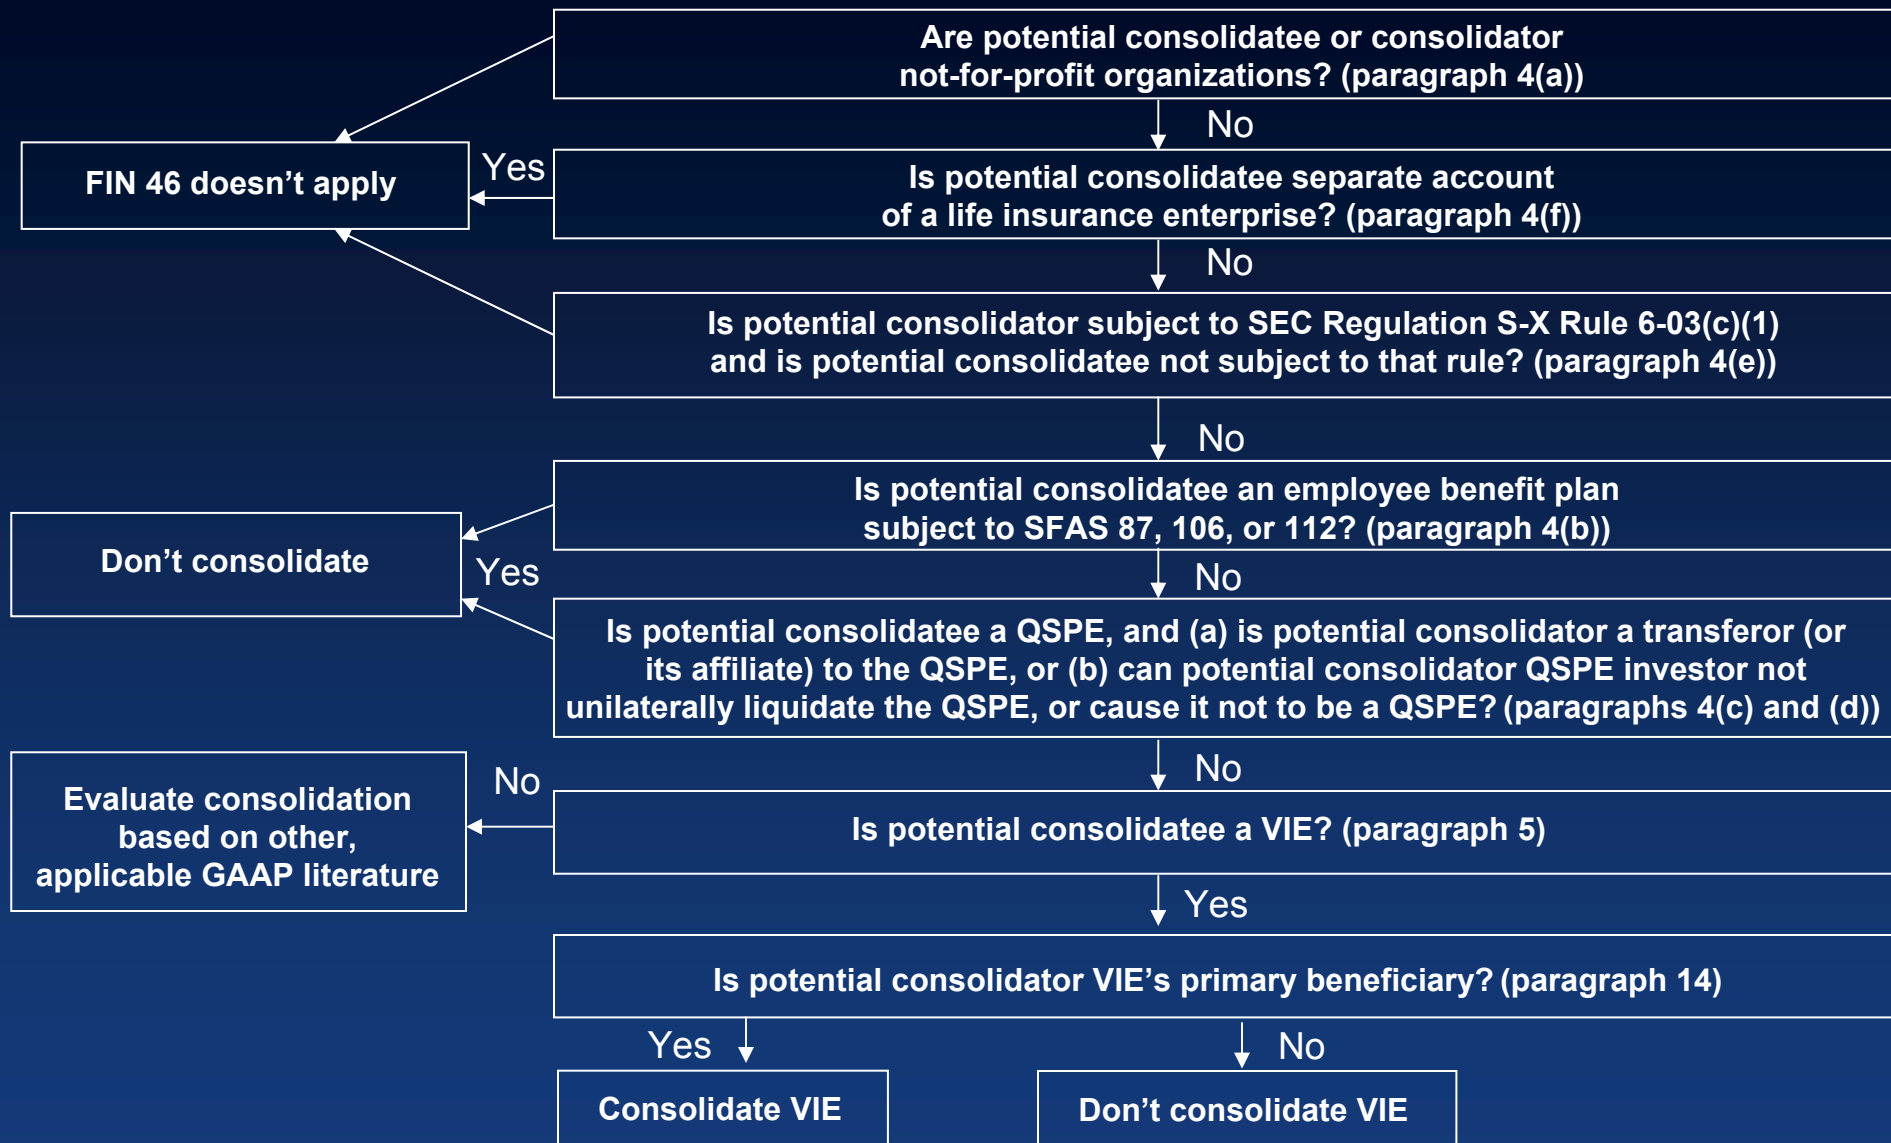 Are potential consolidatee or consolidator
not-for-profit organizations? (paragraph 4(a))
No
FIN 46 doesn’t apply
Yes
Is potential consolidatee separate account
of a life insurance enterprise? (paragraph 4(f))
No
Is potential consolidator subject to SEC Regulation S-X Rule 6-03(c)(1)
and is potential consolidatee not subject to that rule? (paragraph 4(e))
No
Is potential consolidatee an employee benefit plan
subject to SFAS 87, 106, or 112? (paragraph 4(b))
Don’t consolidate
Yes
No
Is potential consolidatee a QSPE, and (a) is potential consolidator a transferor (or
its affiliate) to the QSPE, or (b) can potential consolidator QSPE investor not
unilaterally liquidate the QSPE, or cause it not to be a QSPE? (paragraphs 4(c) and (d))
No
No
Evaluate consolidation
based on other,
applicable GAAP literature
Is potential consolidatee a VIE? (paragraph 5)
Yes
Is potential consolidator VIE’s primary beneficiary? (paragraph 14)
Yes
No
Consolidate VIE
Don’t consolidate VIE